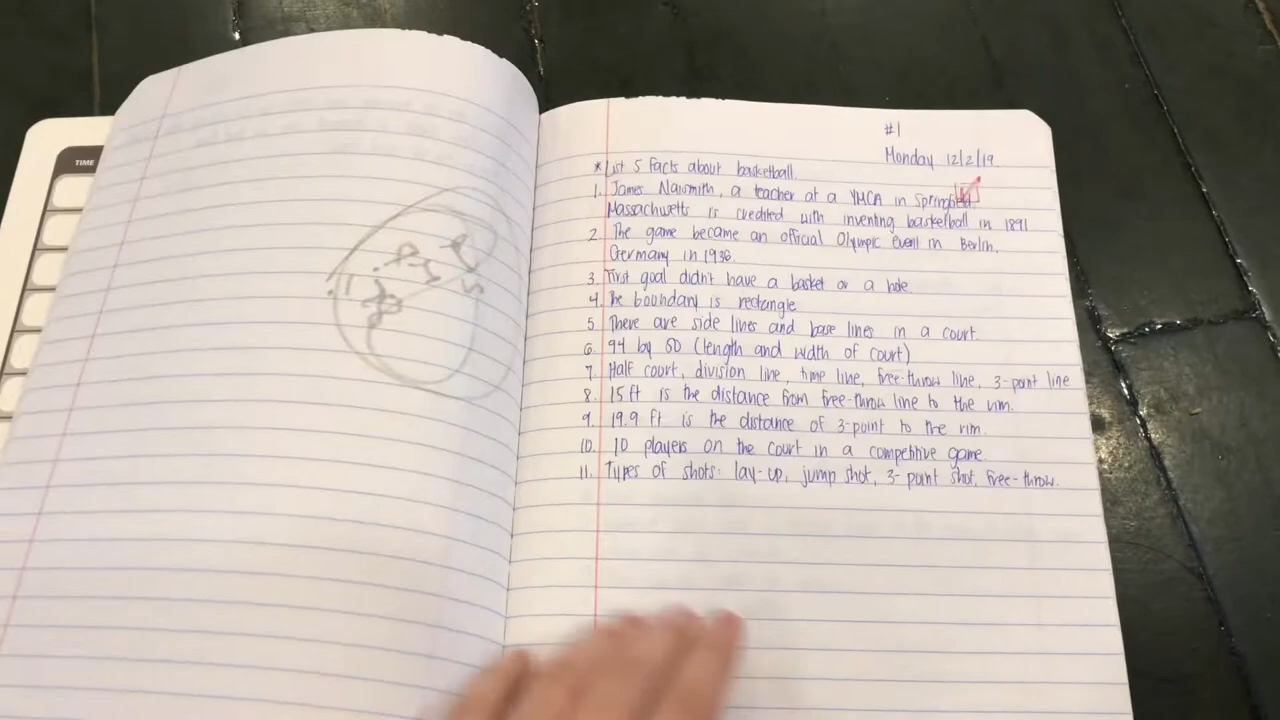 TIME
#1
Monday 12/2/19
*List 5 facts about basketball.
1. James Naismith, a teacher at a YMCA in Springfield,
Massachusetts is credited with inventing basketball in 1891
2. The game became an official Olympic event in Berlin,
Germany in 1936
3. First goal didn't have a basket or a hole.
4. The boundary is rectangle
5. There are side lines and base lines in a court.
6. 94 by 50 (length and width of court)
7. Half court, division line, time line, free-throw line, 3-point line
8. 15 ft is the distance from free-throw line to the rim.
9. 19.9 ft is the distance of 3-point to the rim.
10. 10 players on the court in a competitive game.
11. Types of shots: lay-up, jump shot, 3-point shot, free-throw.